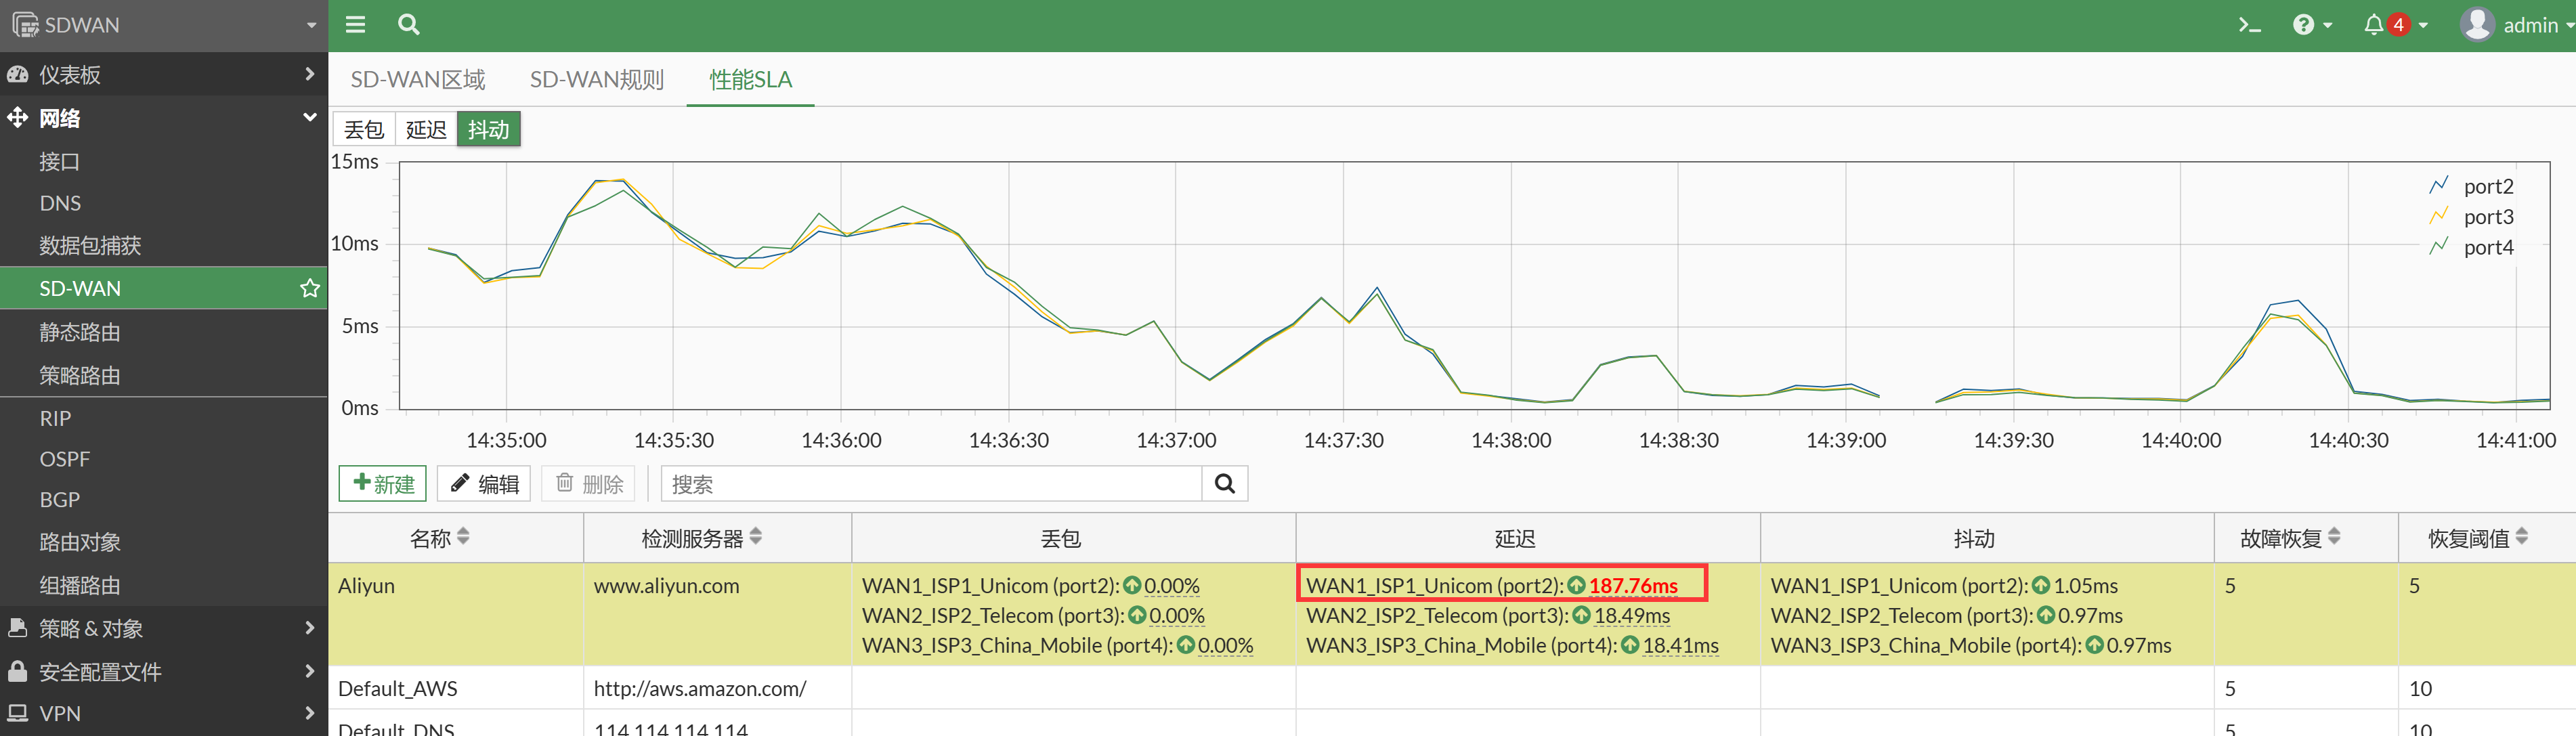 SDWAN
4
admin
仪表板
网络
接口
DNS
数据包捕获
SD-WAN
静态路由
策略路由
RIP
OSPF
BGP
路由对象
组播路由
策略 & 对象
安全配置文件
VPN
SD-WAN区域 SD-WAN规则 性能SLA
丢包 延迟 抖动
15ms
10ms
5ms
0ms
port2
port3
port4
14:35:00 14:35:30 14:36:00 14:36:30 14:37:00 14:37:30 14:38:00 14:38:30 14:39:00 14:39:30 14:40:00 14:40:30 14:41:00
新建 编辑 删除 搜索
名称 检测服务器 丢包 延迟 抖动 故障恢复 恢复阈值
Aliyun www.aliyun.com WAN1_ISP1_Unicom (port2): 0.00% WAN1_ISP1_Unicom (port2): 187.76ms WAN1_ISP1_Unicom (port2): 1.05ms 5 5
WAN2_ISP2_Telecom (port3): 0.00% WAN2_ISP2_Telecom (port3): 18.49ms WAN2_ISP2_Telecom (port3): 0.97ms
WAN3_ISP3_China_Mobile (port4): 0.00% WAN3_ISP3_China_Mobile (port4): 18.41ms WAN3_ISP3_China_Mobile (port4): 0.97ms
Default_AWS http://aws.amazon.com/ 5 10
Default_DNS 114.114.114.114 5 10